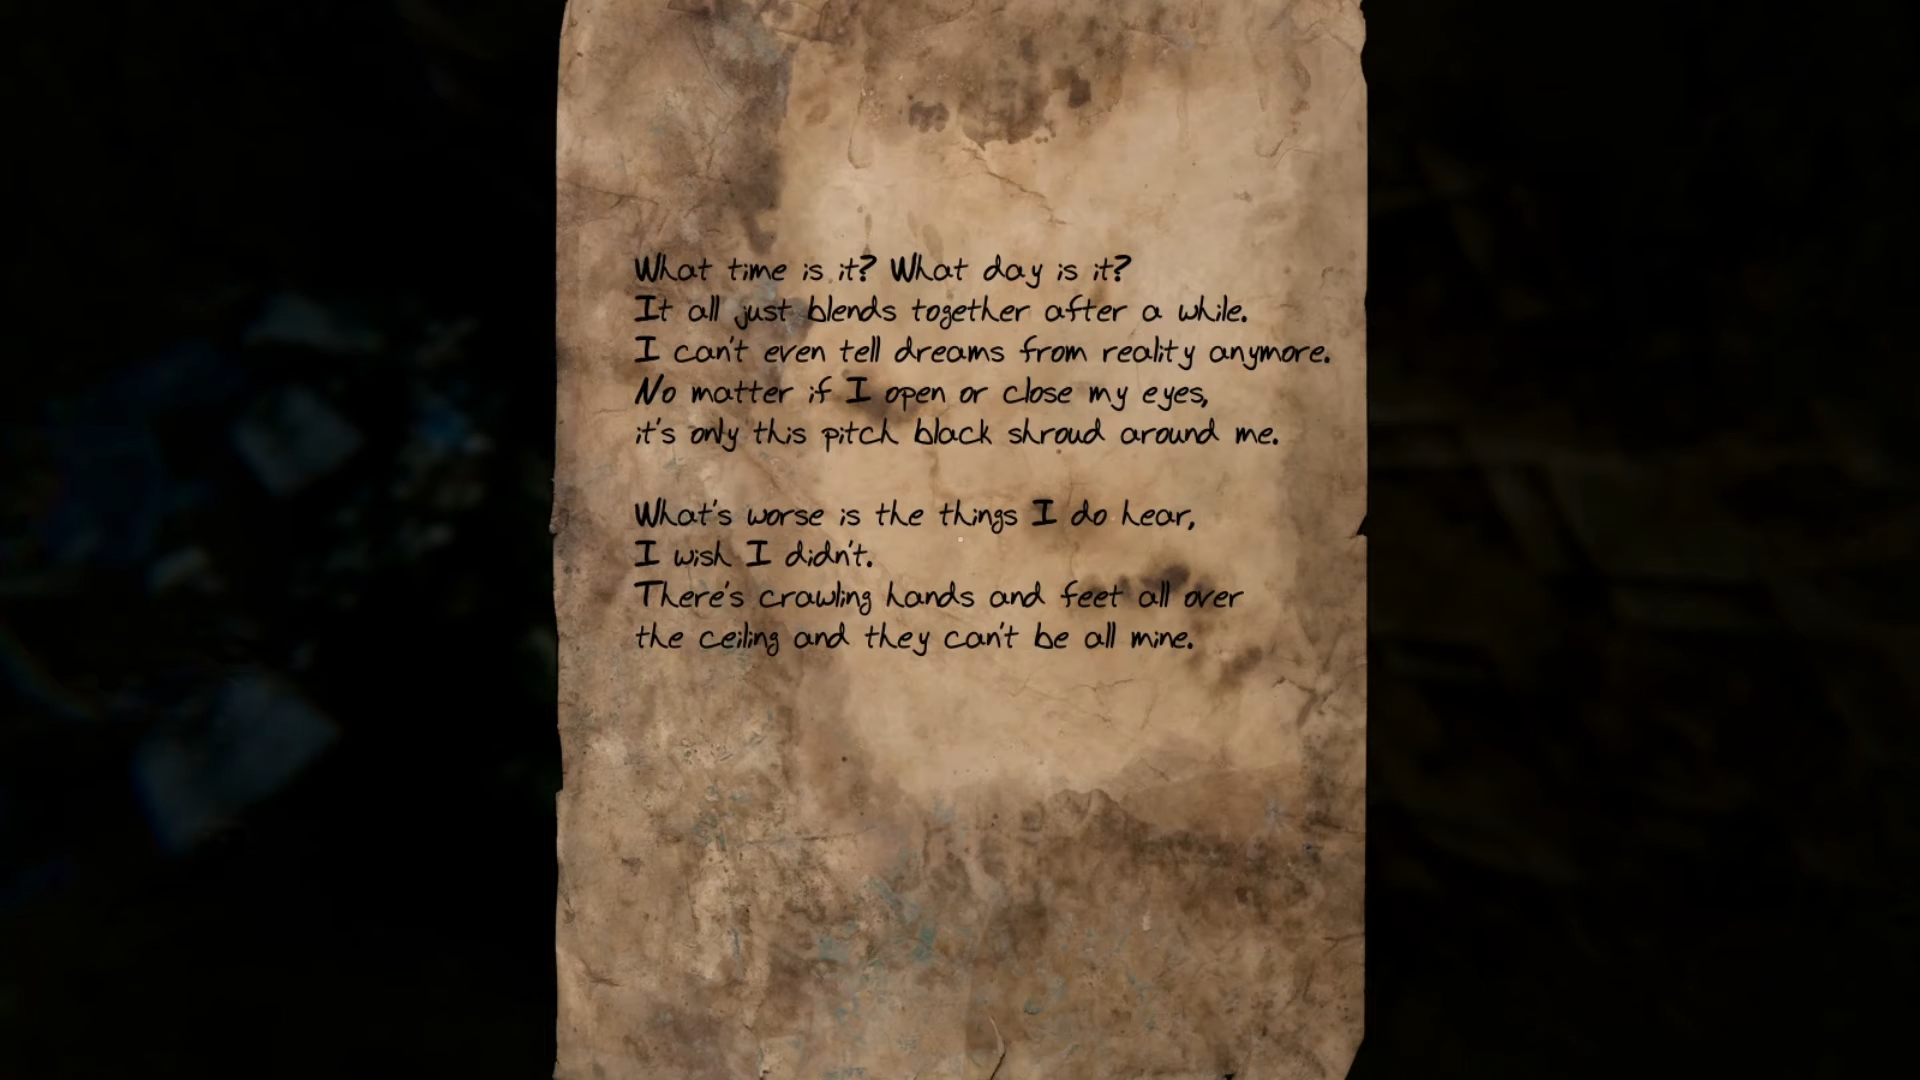 What time is it? What day is it?
It all just blends together after a while.
I can't even tell dreams from reality anymore.
No matter if I open or close my eyes,
it's only this pitch black shroud around me.
What's worse is the things I do hear,
I wish I didn't.
There's crawling hands and feet all over
the ceiling and they can't be all mine.